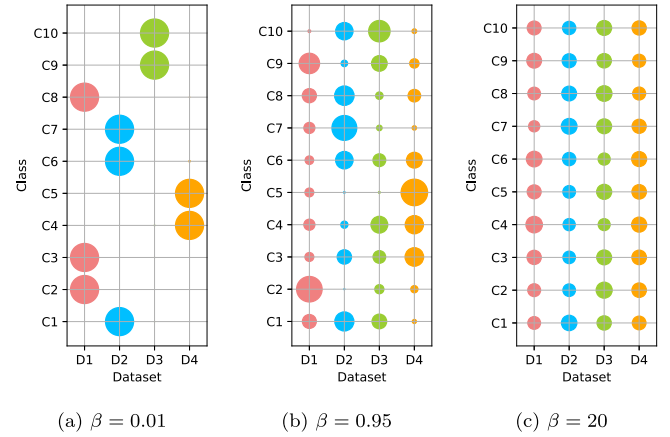 C10
C9
C8
C7
C6
C5
C4
C3
C2
C1
Class
D1 D2 D3 D4
Dataset
(a) β = 0.01
C10
C9
C8
C7
C6
C5
C4
C3
C2
C1
Class
D1 D2 D3 D4
Dataset
(b) β = 0.95
C10
C9
C8
C7
C6
C5
C4
C3
C2
C1
Class
D1 D2 D3 D4
Dataset
(c) β = 20